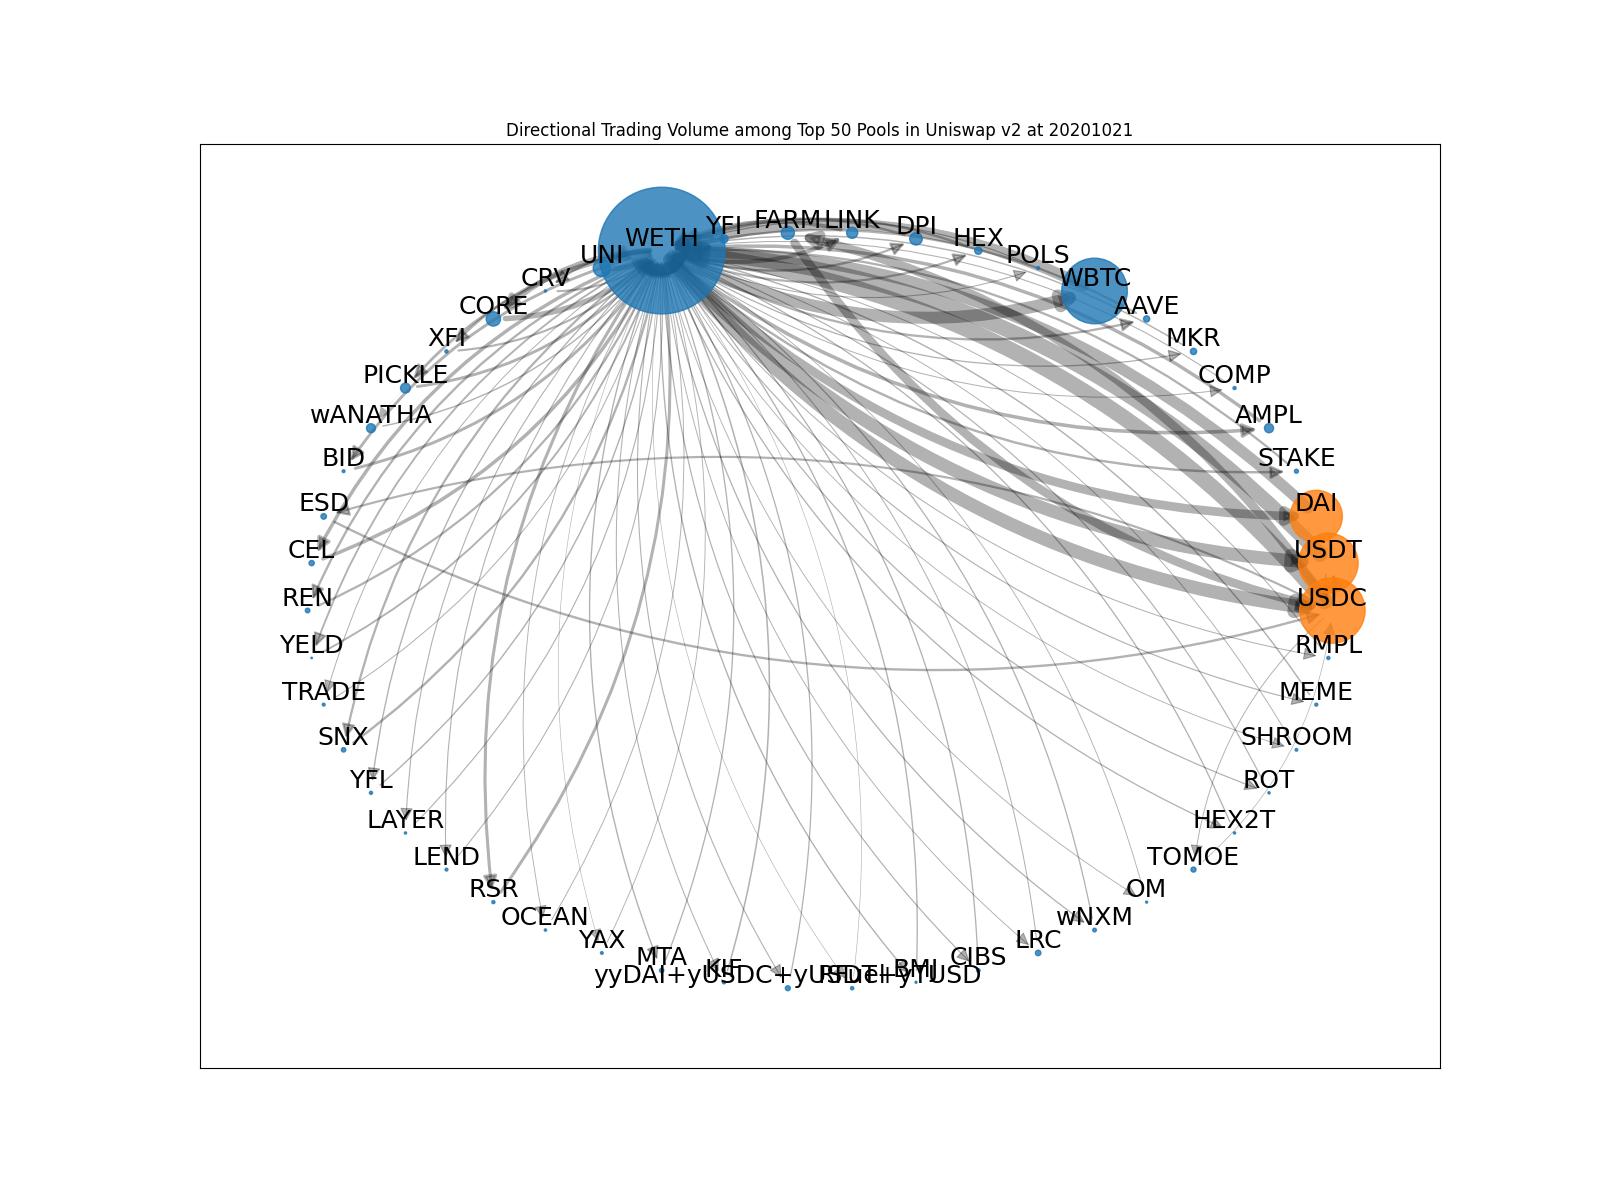 Directional Trading Volume among Top 50 Pools in Uniswap v2 at 20201021
FARM LINK
YFI DPI
WETH HEX
UNI POLS
CRV WBTC
CORE AAVE
XFI MKR
PICKLE COMP
wANATHA AMPL
BID STAKE
ESD DAI
CEL USDT
REN USDC
YELD RMPL
TRADE MEME
SNX SHROOM
YFL ROT
LAYER HEX2T
LEND TOMOE
RSR OM
OCEAN wNXM
YAX LRC
MTA CIBS
BMI
yyDAI+yUSDC+yUSDT+yTUSD